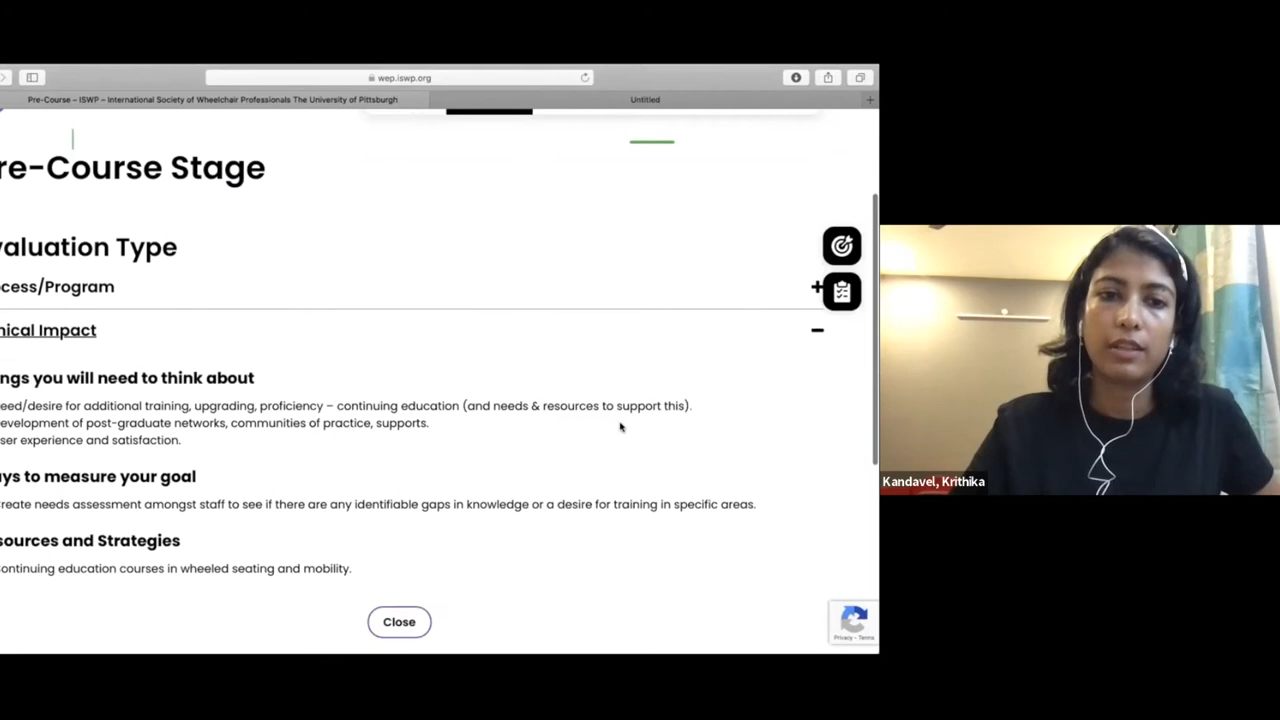 wep.iswp.org
Pre-Course – ISWP – International Society of Wheelchair Professionals The University of Pittsburgh
Untitled
re-Course Stage
valuation Type
cess/Program
nical Impact
ngs you will need to think about
eed/desire for additional training, upgrading, proficiency – continuing education (and needs & resources to support this).
evelopment of post-graduate networks, communities of practice, supports.
ser experience and satisfaction.
ys to measure your goal
reate needs assessment amongst staff to see if there are any identifiable gaps in knowledge or a desire for training in specific areas.
sources and Strategies
ontinuing education courses in wheeled seating and mobility.
Close
Privacy - Terms
Kandavel, Krithika